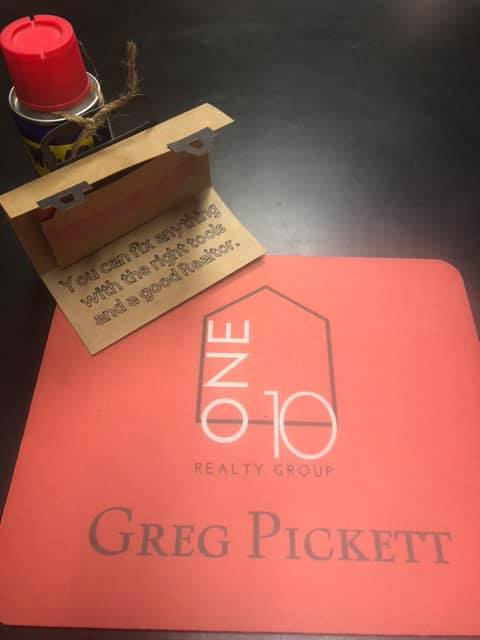 You can fix anything
with the right tools
and a good Realtor.
ONE
10
REALTY GROUP
GREG PICKETT